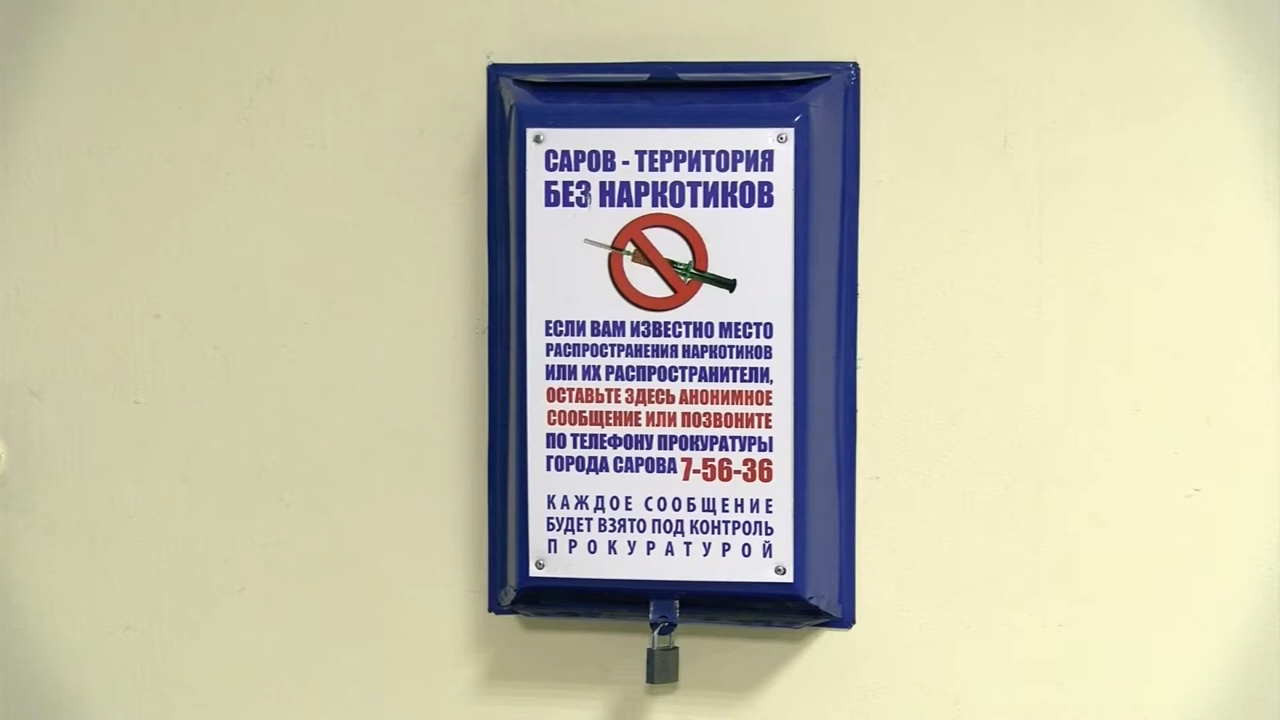 САРОВ - ТЕРРИТОРИЯ
БЕЗ НАРКОТИКОВ
ЕСЛИ ВАМ ИЗВЕСТНО МЕСТО
РАСПРОСТРАНЕНИЯ НАРКОТИКОВ
ИЛИ ИХ РАСПРОСТРАНИТЕЛИ,
ОСТАВЬТЕ ЗДЕСЬ АНОНИМНОЕ
СООБЩЕНИЕ ИЛИ ПОЗВОНИТЕ
ПО ТЕЛЕФОНУ ПРОКУРАТУРЫ
ГОРОДА САРОВА 7-56-36
КАЖДОЕ СООБЩЕНИЕ
БУДЕТ ВЗЯТО ПОД КОНТРОЛЬ
ПРОКУРАТУРОЙ